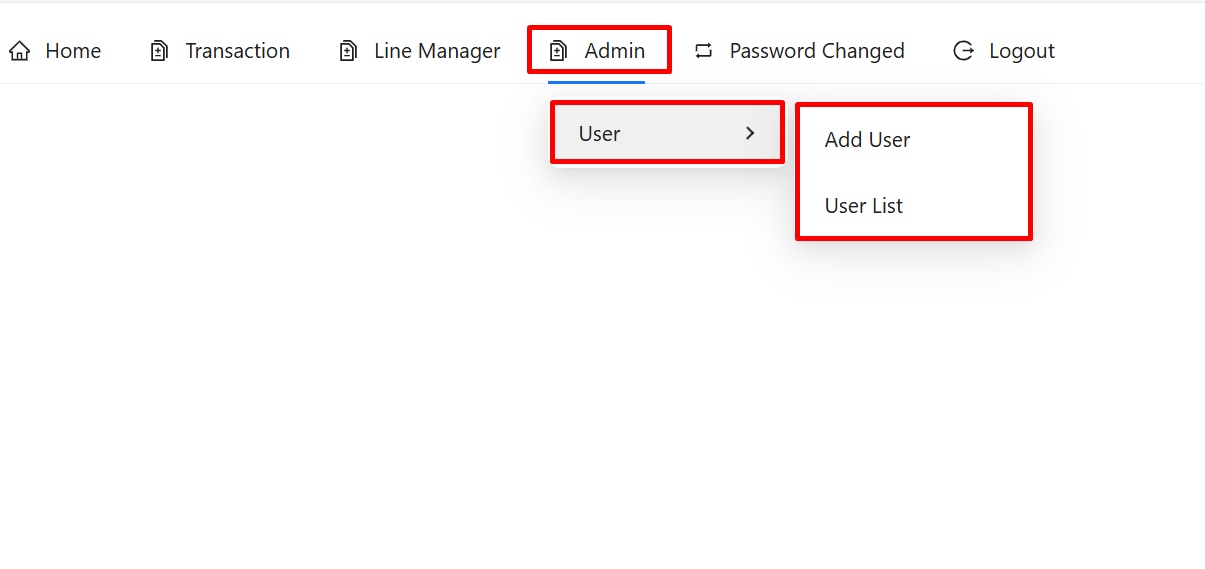 Home Transaction Line Manager Admin Password Changed Logout
User
Add User
User List